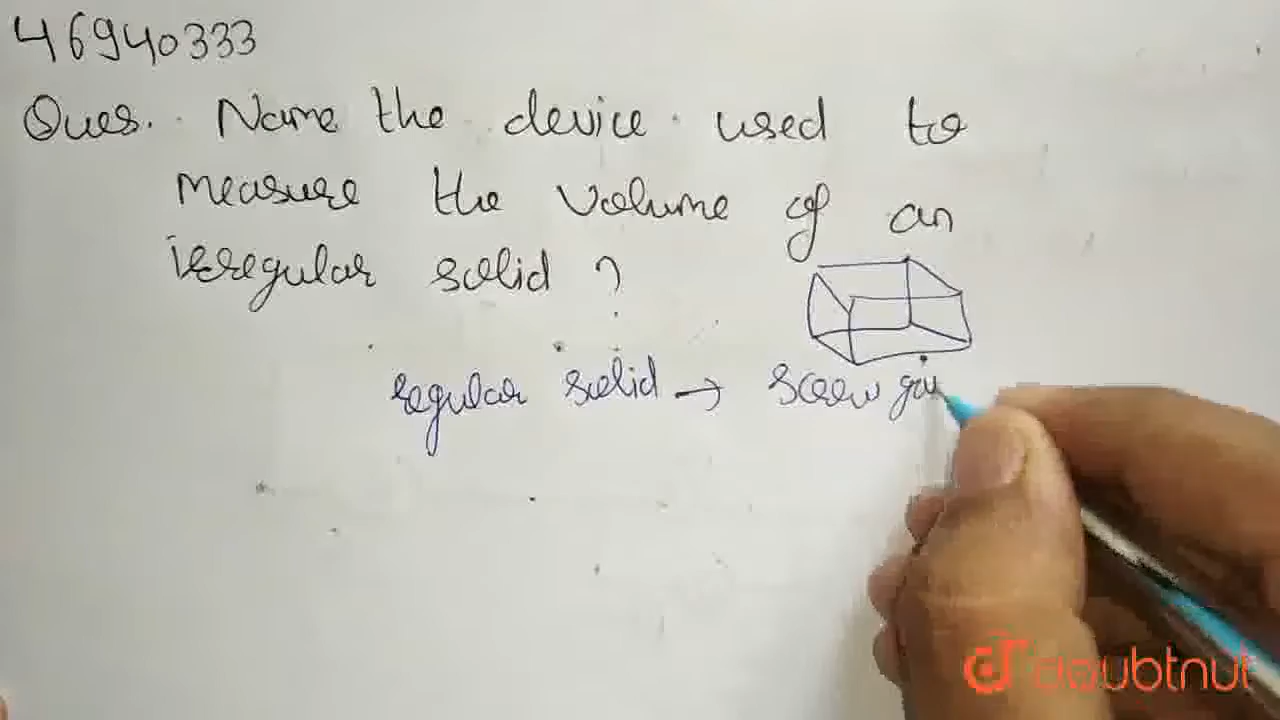 46940333
Ques. Name the device used to
measure the volume of an
irregular solid ?
regular solid → screw gau
doubtnut